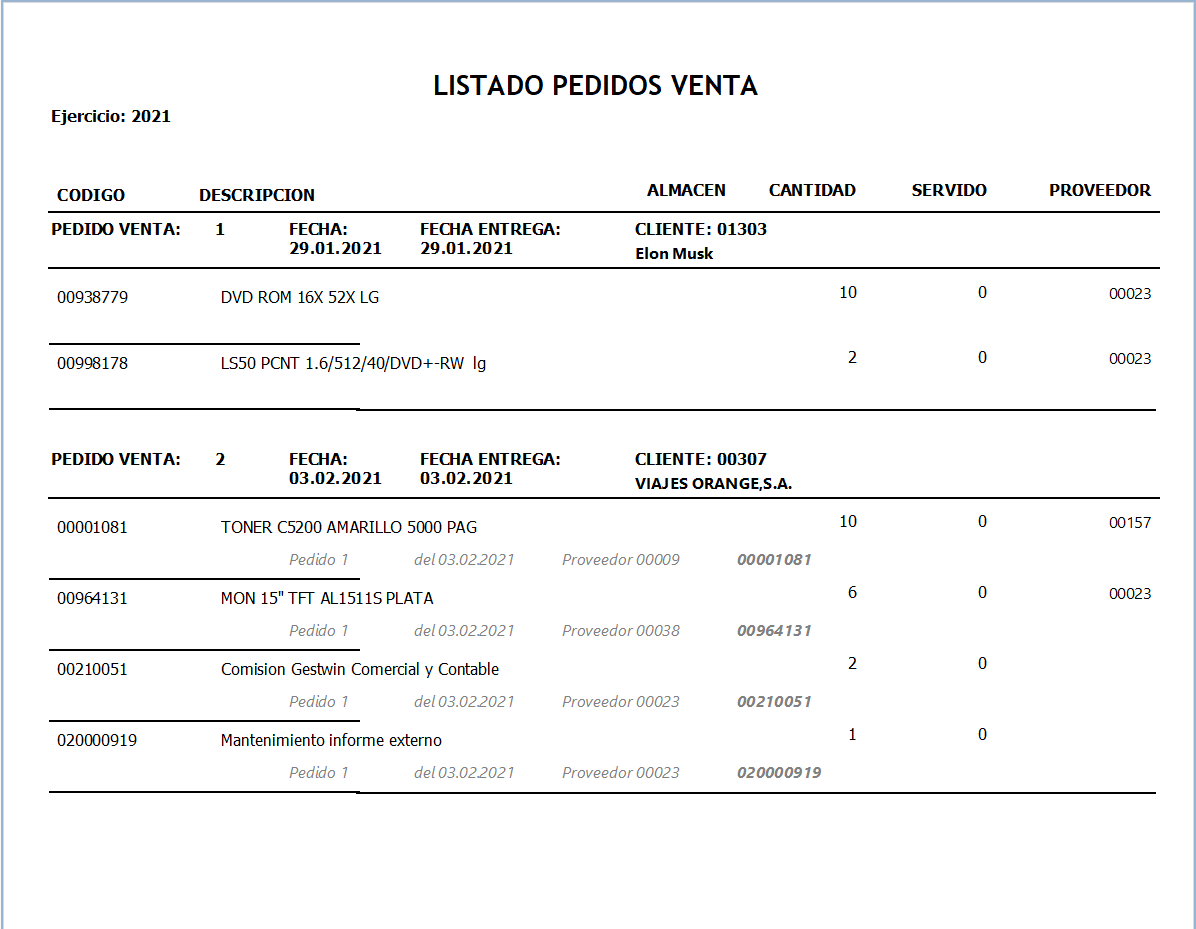 LISTADO PEDIDOS VENTA
Ejercicio: 2021
CODIGO DESCRIPCION ALMACEN CANTIDAD SERVIDO PROVEEDOR
PEDIDO VENTA: 1 FECHA: FECHA ENTREGA: CLIENTE: 01303
29.01.2021 29.01.2021 Elon Musk
00938779 DVD ROM 16X 52X LG 10 0 00023
00998178 LS50 PCNT 1.6/512/40/DVD+-RW lg 2 0 00023
PEDIDO VENTA: 2 FECHA: FECHA ENTREGA: CLIENTE: 00307
03.02.2021 03.02.2021 VIAJES ORANGE,S.A.
00001081 TONER C5200 AMARILLO 5000 PAG 10 0 00157
Pedido 1 del 03.02.2021 Proveedor 00009 00001081
00964131 MON 15" TFT AL1511S PLATA 6 0 00023
Pedido 1 del 03.02.2021 Proveedor 00038 00964131
00210051 Comision Gestwin Comercial y Contable 2 0
Pedido 1 del 03.02.2021 Proveedor 00023 00210051
020000919 Mantenimiento informe externo 1 0
Pedido 1 del 03.02.2021 Proveedor 00023 020000919